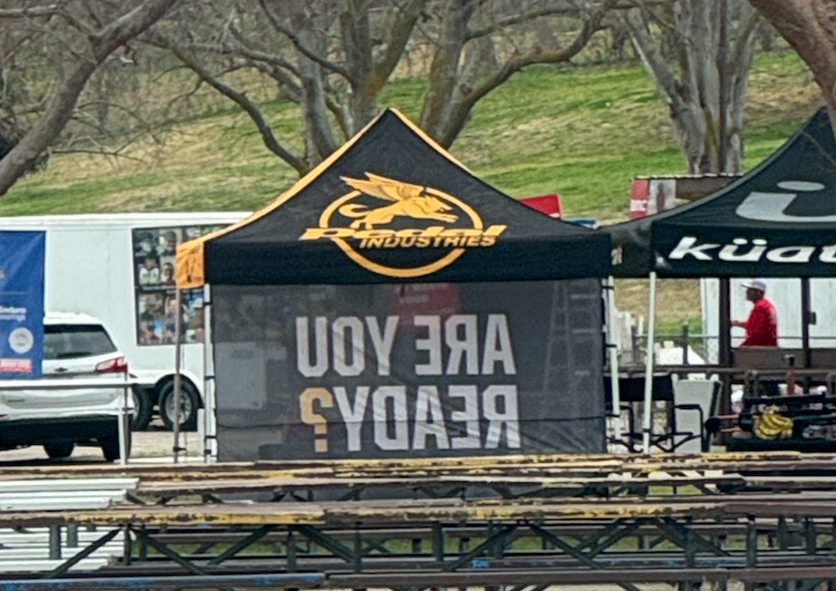 Pedal
INDUSTRIES
küat
ARE YOU
READY?